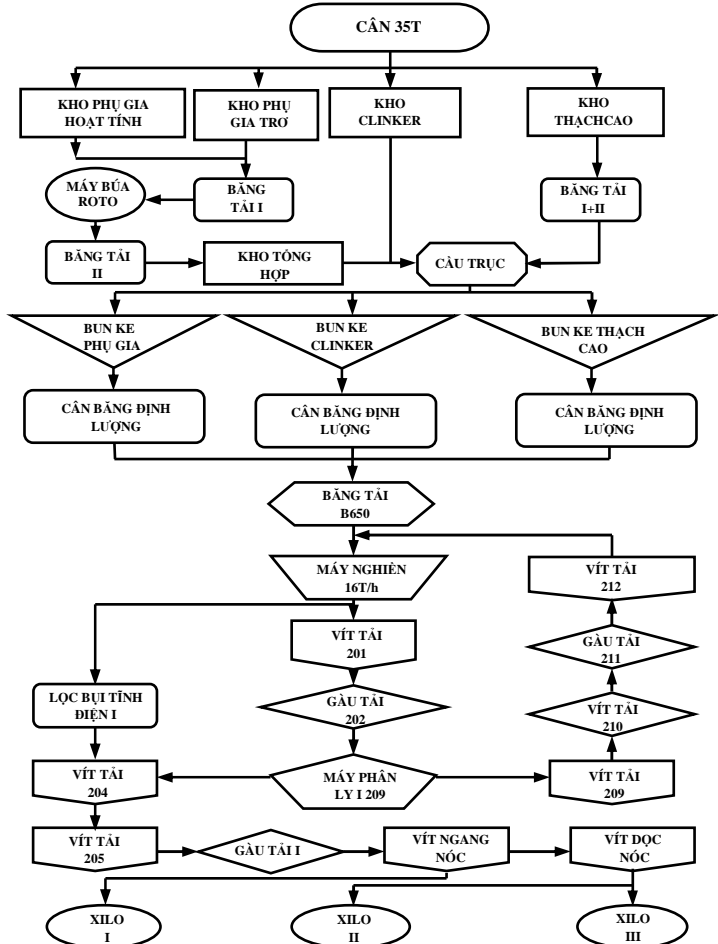 CÂN 35T
KHO PHỤ GIA
HOẠT TÍNH
KHO PHỤ
GIA TRƠ
KHO
CLINKER
KHO
THẠCHCAO
MÁY BÚA
ROTO
BĂNG
TẢI I
BĂNG TẢI
I+II
BĂNG TẢI
II
KHO TỔNG
HỢP
CẦU TRỤC
BUN KE
PHỤ GIA
BUN KE
CLINKER
BUN KE THẠCH
CAO
CÂN BĂNG ĐỊNH
LƯỢNG
CÂN BĂNG ĐỊNH
LƯỢNG
CÂN BĂNG ĐỊNH
LƯỢNG
BĂNG TẢI
B650
MÁY NGHIỀN
16T/h
VÍT TẢI
212
VÍT TẢI
201
GÀU TẢI
211
LỌC BỤI TĨNH
ĐIỆN I
GÀU TẢI
202
VÍT TẢI
210
VÍT TẢI
204
MÁY PHÂN
LY I 209
VÍT TẢI
209
VÍT TẢI
205
GÀU TẢI I
VÍT NGANG
NÓC
VÍT DỌC
NÓC
XILO
I
XILO
II
XILO
III